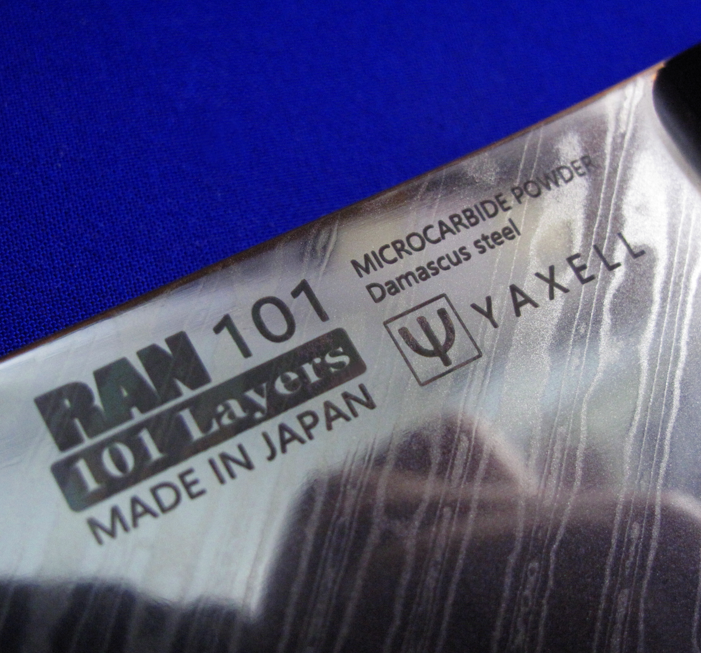 RAN 101
101 Layers
MADE IN JAPAN
MICROCARBIDE POWDER
Damascus steel
YAXELL